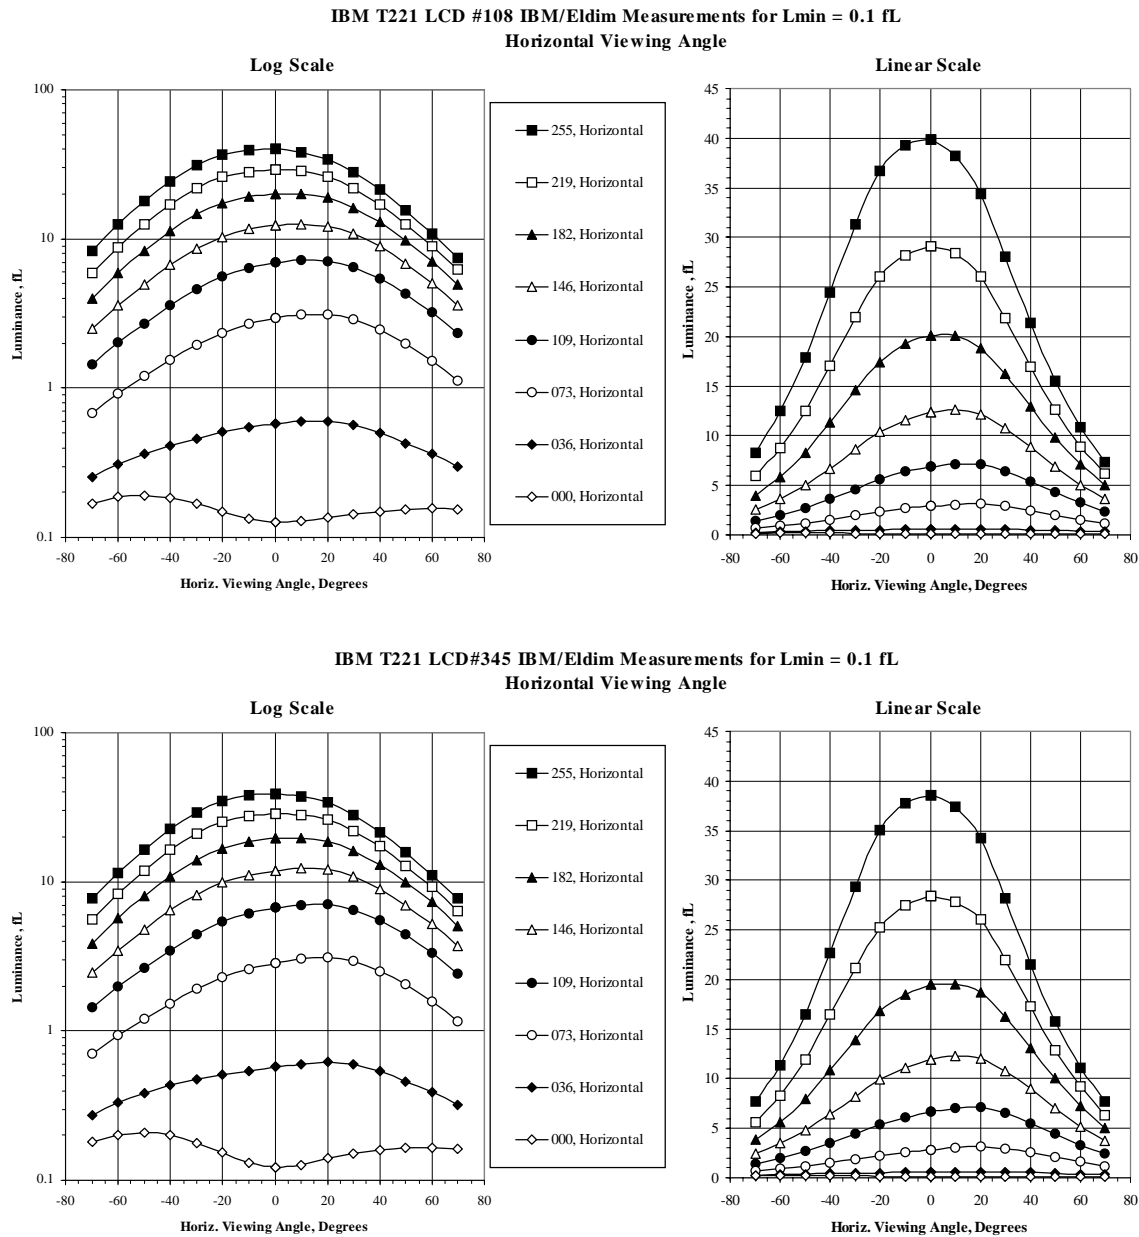 IBM T221 LCD #108 IBM/Eldim Measurements for Lmin = 0.1 fL
Horizontal Viewing Angle
Log Scale
Linear Scale
100
10
1
0.1
Luminance , fL
-80 -60 -40 -20 0 20 40 60 80
Horiz. Viewing Angle, Degrees
255, Horizontal
219, Horizontal
182, Horizontal
146, Horizontal
109, Horizontal
073, Horizontal
036, Horizontal
000, Horizontal
45
40
35
30
25
20
15
10
5
0
Luminance , fL
-80 -60 -40 -20 0 20 40 60 80
Horiz. Viewing Angle, Degrees
IBM T221 LCD#345 IBM/Eldim Measurements for Lmin = 0.1 fL
Horizontal Viewing Angle
Log Scale
Linear Scale
100
10
1
0.1
Luminance , fL
-80 -60 -40 -20 0 20 40 60 80
Horiz. Viewing Angle, Degrees
255, Horizontal
219, Horizontal
182, Horizontal
146, Horizontal
109, Horizontal
073, Horizontal
036, Horizontal
000, Horizontal
45
40
35
30
25
20
15
10
5
0
Luminance , fL
-80 -60 -40 -20 0 20 40 60 80
Horiz. Viewing Angle, Degrees